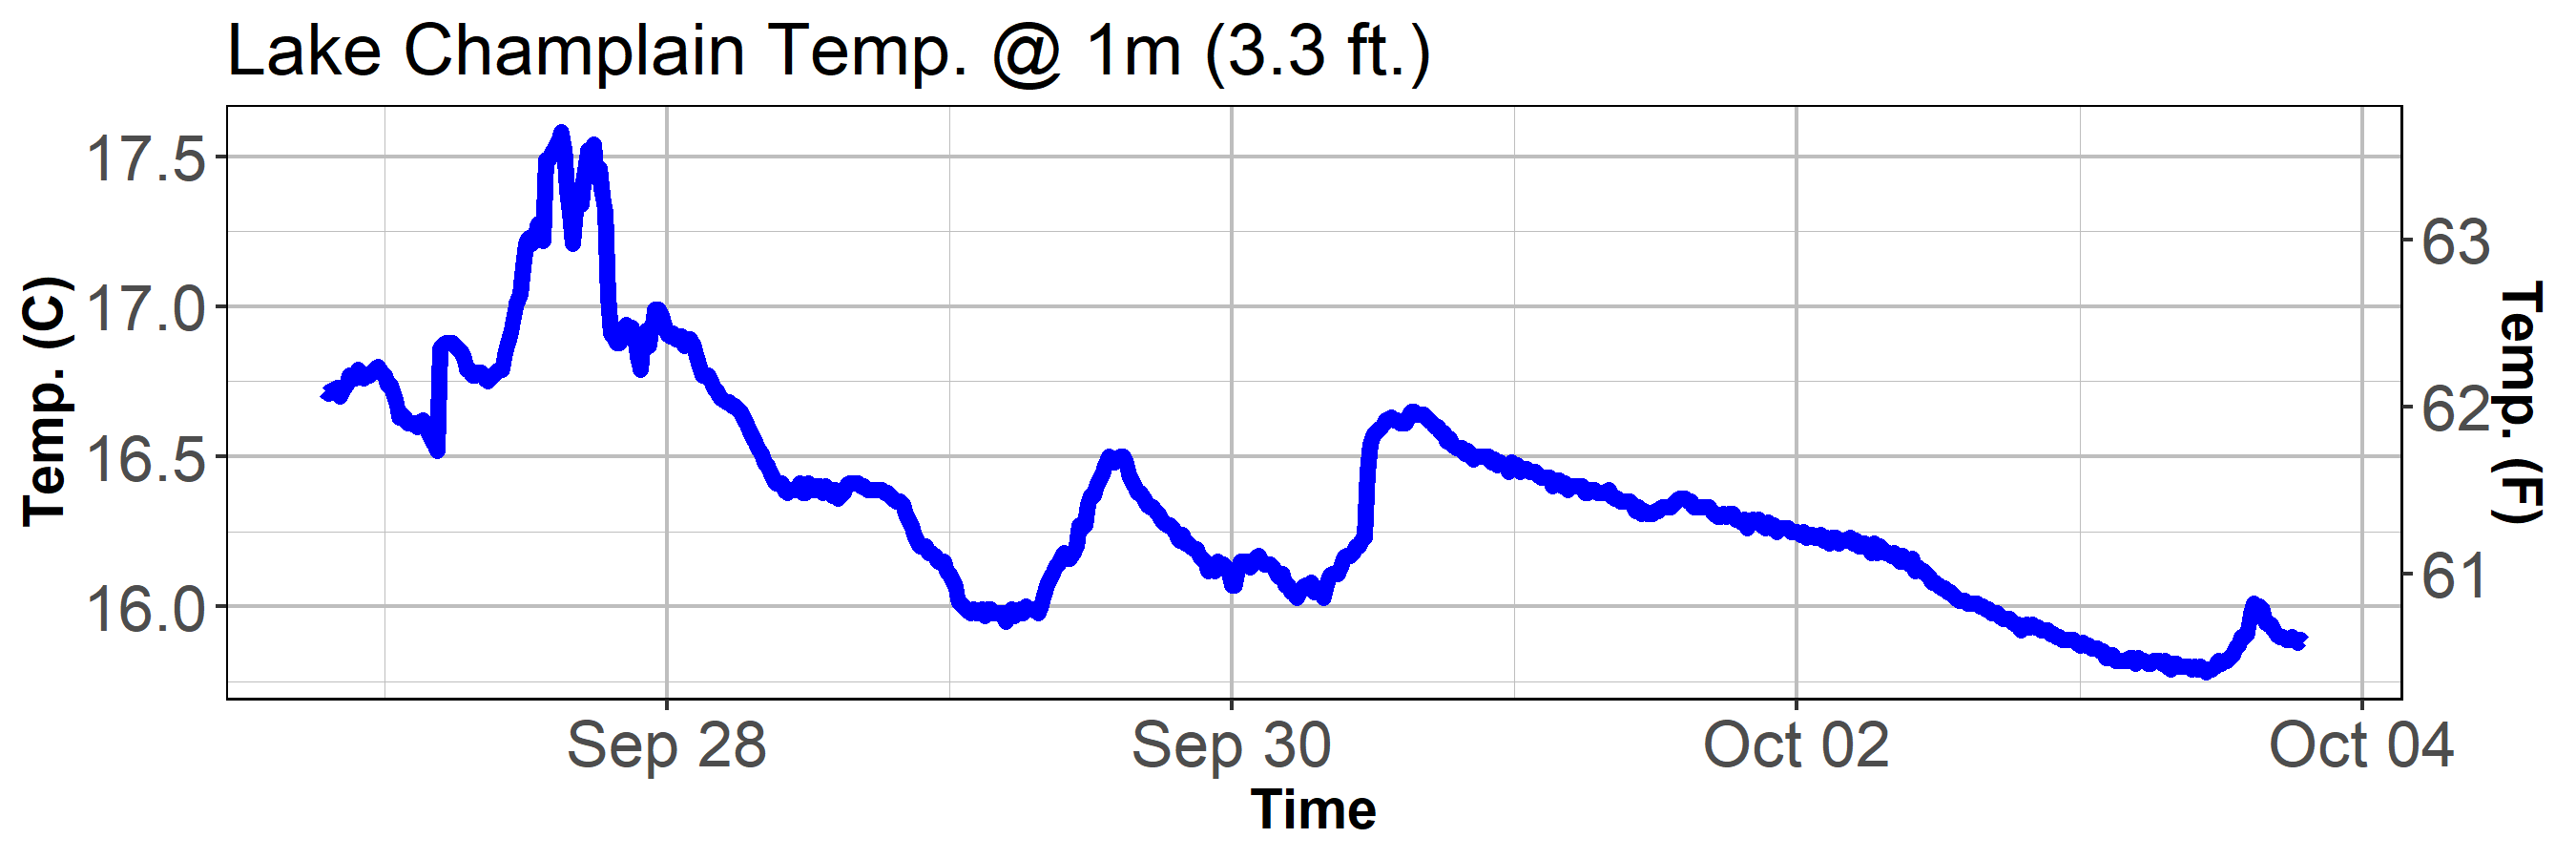 Lake Champlain Temp. @ 1m (3.3 ft.)
17.5
17.0
16.5
16.0
Temp. (C)
63
62
61
Temp. (F)
Sep 28
Sep 30
Oct 02
Oct 04
Time